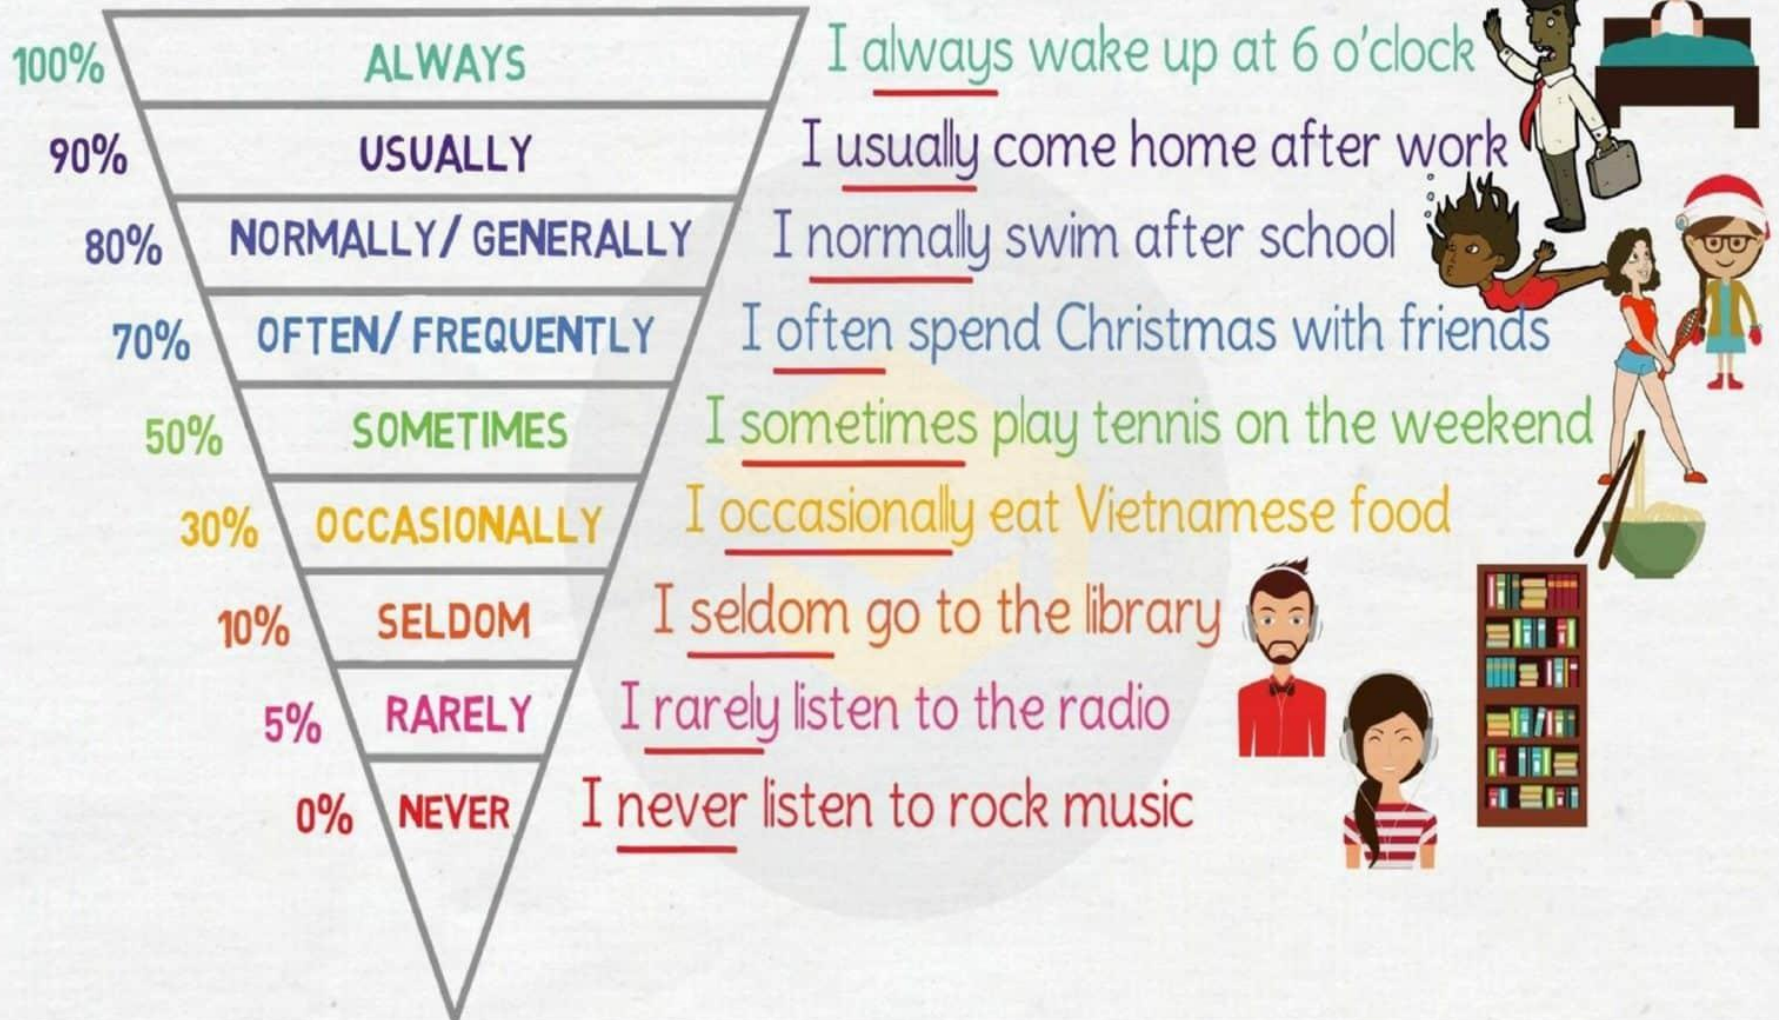 100% ALWAYS I always wake up at 6 o'clock
90% USUALLY I usually come home after work
80% NORMALLY/ GENERALLY I normally swim after school
70% OFTEN/ FREQUENTLY I often spend Christmas with friends
50% SOMETIMES I sometimes play tennis on the weekend
30% OCCASIONALLY I occasionally eat Vietnamese food
10% SELDOM I seldom go to the library
5% RARELY I rarely listen to the radio
0% NEVER I never listen to rock music